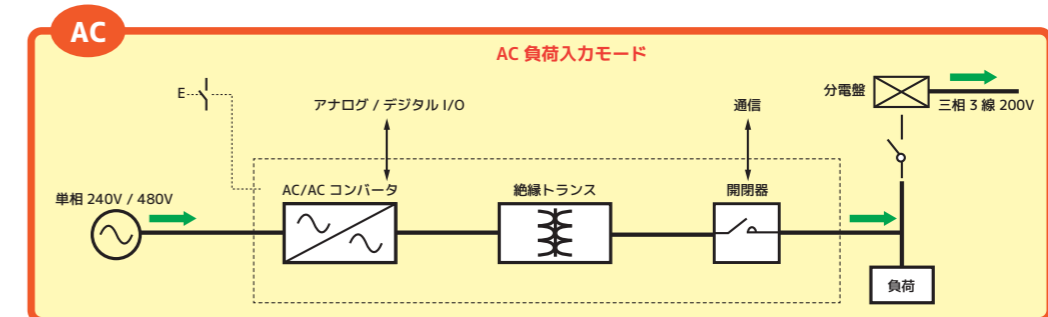 AC
AC 負荷入力モード
E
アナログ / デジタル I/O
通信
分電盤
三相 3 線 200V
単相 240V / 480V
AC/AC コンバータ
絶縁トランス
開閉器
負荷